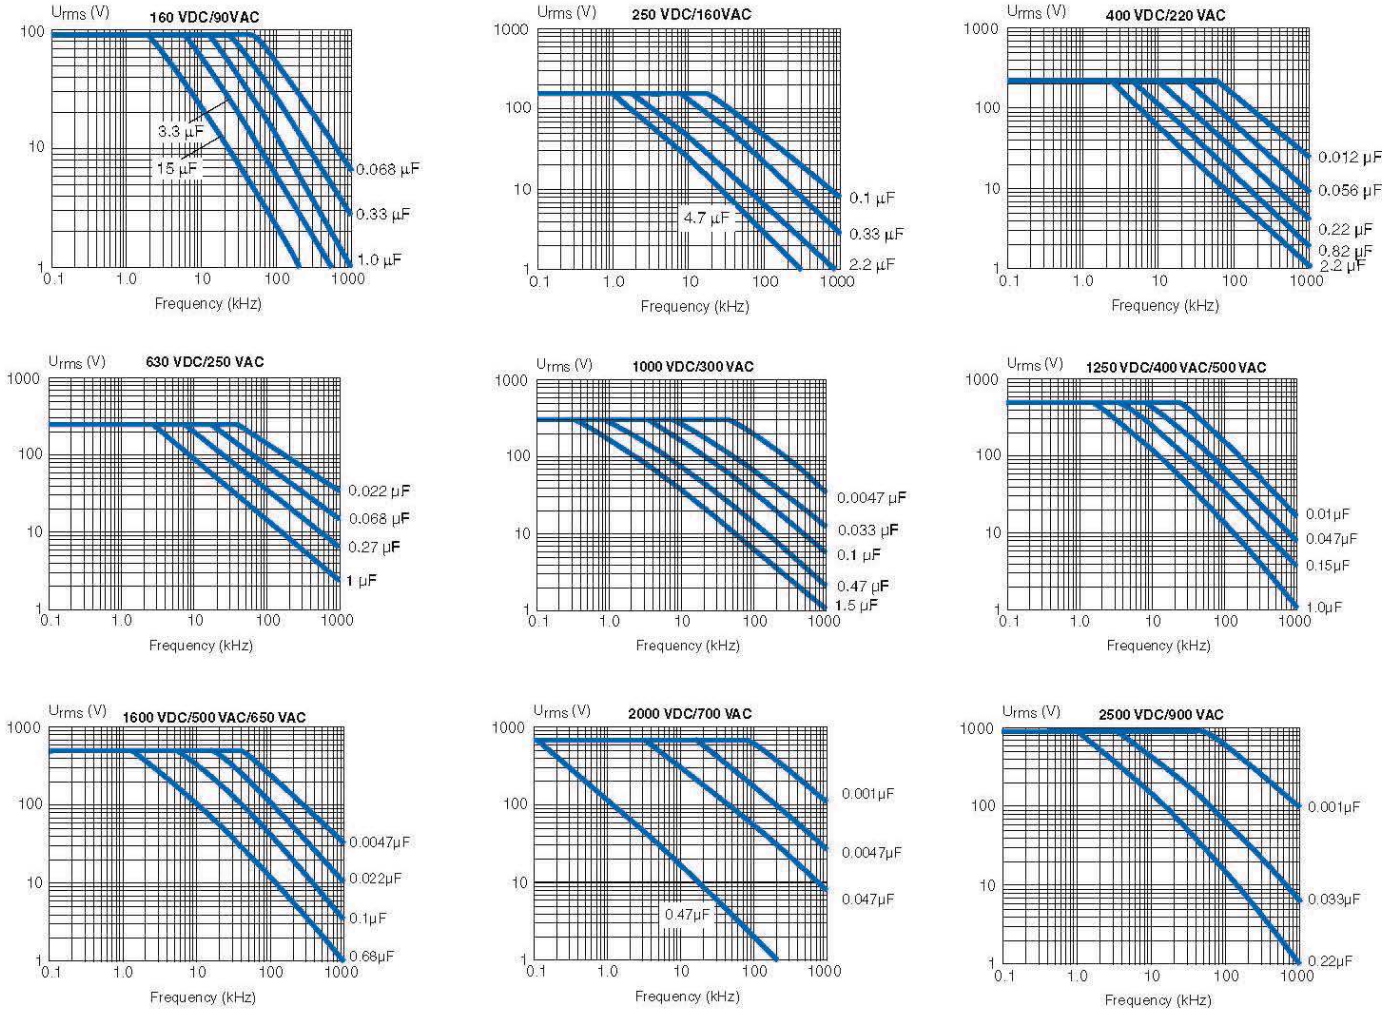 Urms (V) 160 VDC/90VAC
100
10
1
3.3 µF
15 µF
0.068 µF
0.33 µF
1.0 µF
0.1 1.0 10 100 1000
Frequency (kHz)
Urms (V) 250 VDC/160VAC
1000
100
10
1
4.7 µF
0.1 µF
0.33 µF
2.2 µF
0.1 1.0 10 100 1000
Frequency (kHz)
Urms (V) 400 VDC/220 VAC
1000
100
10
1
0.012 µF
0.056 µF
0.22 µF
0.82 µF
2.2 µF
0.1 1.0 10 100 1000
Frequency (kHz)
Urms (V) 630 VDC/250 VAC
1000
100
10
1
0.022 µF
0.068 µF
0.27 µF
1 µF
0.1 1.0 10 100 1000
Frequency (kHz)
Urms (V) 1000 VDC/300 VAC
1000
100
10
1
0.0047 µF
0.033 µF
0.1 µF
0.47 µF
1.5 µF
0.1 1.0 10 100 1000
Frequency (kHz)
Urms (V) 1250 VDC/400 VAC/500 VAC
1000
100
10
1
0.01µF
0.047µF
0.15µF
1.0µF
0.1 1.0 10 100 1000
Frequency (kHz)
Urms (V) 1600 VDC/500 VAC/650 VAC
1000
100
10
1
0.0047µF
0.022µF
0.1µF
0.68µF
0.1 1.0 10 100 1000
Frequency (kHz)
Urms (V) 2000 VDC/700 VAC
1000
100
10
1
0.47µF
0.001µF
0.0047µF
0.047µF
0.1 1.0 10 100 1000
Frequency (kHz)
Urms (V) 2500 VDC/900 VAC
1000
100
10
1
0.001µF
0.033µF
0.22µF
0.1 1.0 10 100 1000
Frequency (kHz)